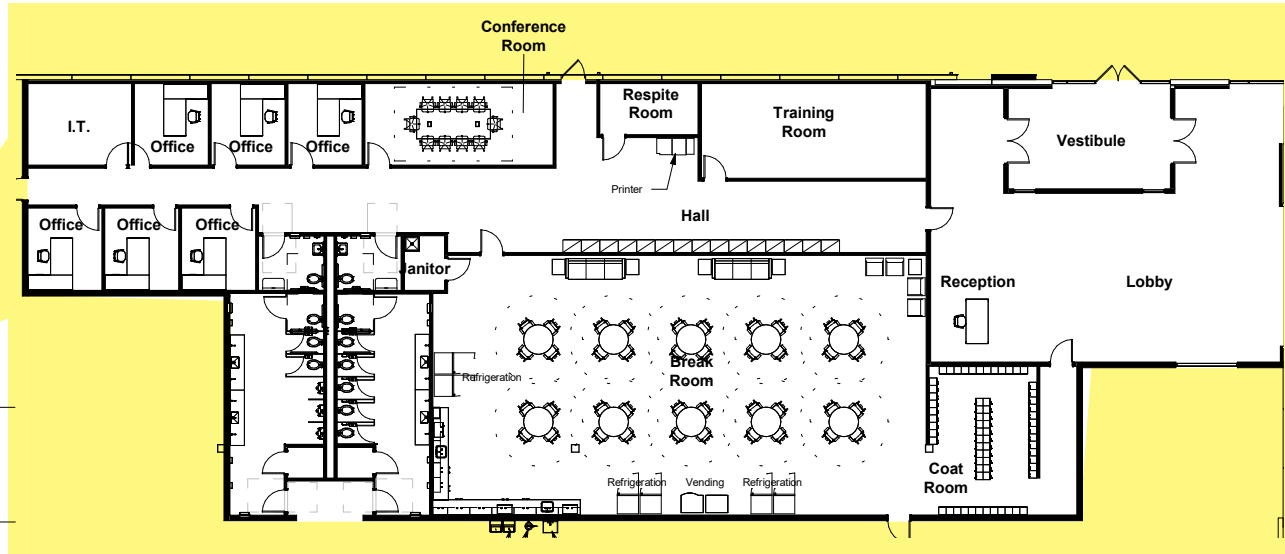 Conference
Room
Respite
Room
Training
Room
I.T.
Office
Office
Office
Vestibule
Printer
Hall
Office
Office
Office
Janitor
Reception
Lobby
Break
Room
Refrigeration
Coat
Room
Refrigeration
Vending
Refrigeration